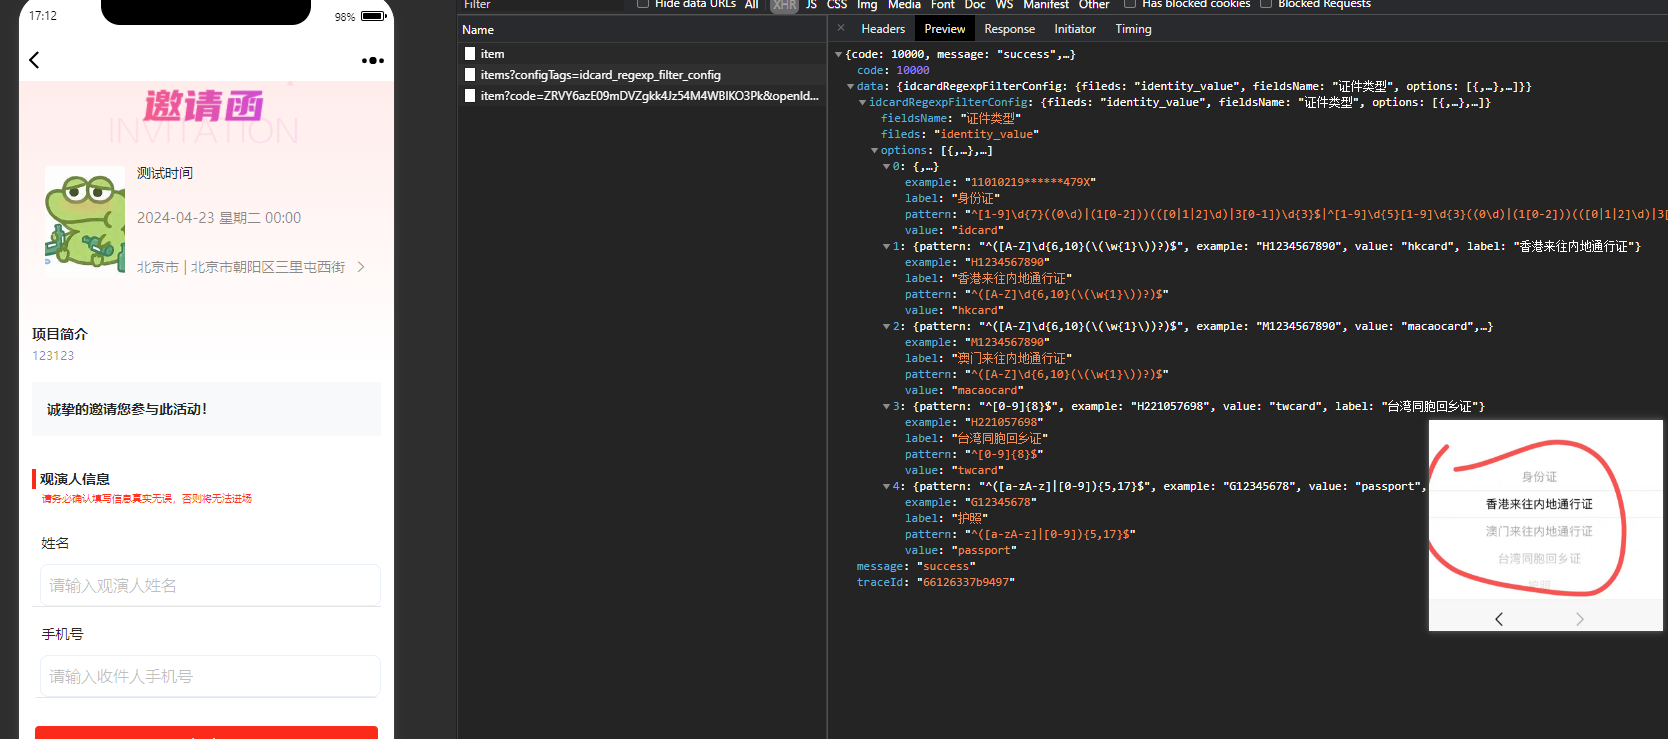 17:12
98%
邀请函
INVITATION
测试时间
2024-04-23 星期二 00:00
北京市 | 北京市朝阳区三里屯西街
项目简介
123123
诚挚的邀请您参与此活动！
观演人信息
请务必确认填写信息真实无误，否则将无法进场
姓名
请输入观演人姓名
手机号
请输入收件人手机号
Filter
Hide data URLs All XHR JS CSS Img Media Font Doc WS Manifest Other Has blocked cookies Blocked Requests
Name
item
items?configTags=idcard_regexp_filter_config
item?code=ZRVY6azE09mDVZgkk4Jz54M4WBIKO3Pk&openId...
× Headers Preview Response Initiator Timing
{code: 10000, message: "success",…}
code: 10000
data: {idcardRegexpFilterConfig: {fileds: "identity_value", fieldsName: "证件类型", options: [{,…},…]}}
idcardRegexpFilterConfig: {fileds: "identity_value", fieldsName: "证件类型", options: [{,…},…]}
fieldsName: "证件类型"
fileds: "identity_value"
options: [{,…},…]
0: {,…}
example: "11010219******479X"
label: "身份证"
pattern: "^[1-9]\d{7}((0\d)|(1[0-2]))(([0|1|2]\d)|3[0-1])\d{3}$|^[1-9]\d{5}[1-9]\d{3}((0\d)|(1[0-2]))(([0|1|2]\d)|3[
value: "idcard"
1: {pattern: "^([A-Z]\d{6,10}(\(\w{1}\))?)$", example: "H1234567890", value: "hkcard", label: "香港来往内地通行证"}
example: "H1234567890"
label: "香港来往内地通行证"
pattern: "^([A-Z]\d{6,10}(\(\w{1}\))?)$"
value: "hkcard"
2: {pattern: "^([A-Z]\d{6,10}(\(\w{1}\))?)$", example: "M1234567890", value: "macaocard",…}
example: "M1234567890"
label: "澳门来往内地通行证"
pattern: "^([A-Z]\d{6,10}(\(\w{1}\))?)$"
value: "macaocard"
3: {pattern: "^[0-9]{8}$", example: "H221057698", value: "twcard", label: "台湾同胞回乡证"}
example: "H221057698"
label: "台湾同胞回乡证"
pattern: "^[0-9]{8}$"
value: "twcard"
4: {pattern: "^([a-zA-z]|[0-9]){5,17}$", example: "G12345678", value: "passport",
example: "G12345678"
label: "护照"
pattern: "^([a-zA-z]|[0-9]){5,17}$"
value: "passport"
message: "success"
traceId: "66126337b9497"
身份证
香港来往内地通行证
澳门来往内地通行证
台湾同胞回乡证
护照